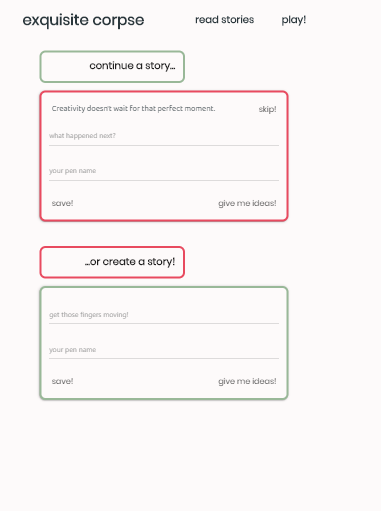 exquisite corpse read stories play!
continue a story...
Creativity doesn't wait for that perfect moment. skip!
what happened next?
your pen name
save! give me ideas!
...or create a story!
get those fingers moving!
your pen name
save! give me ideas!